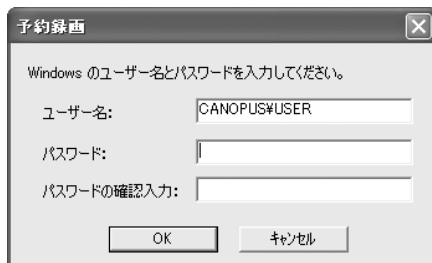 予約録画
Windows のユーザー名とパスワードを入力してください。
ユーザー名:
CANOPUS¥USER
パスワード:
パスワードの確認入力:
OK
キャンセル